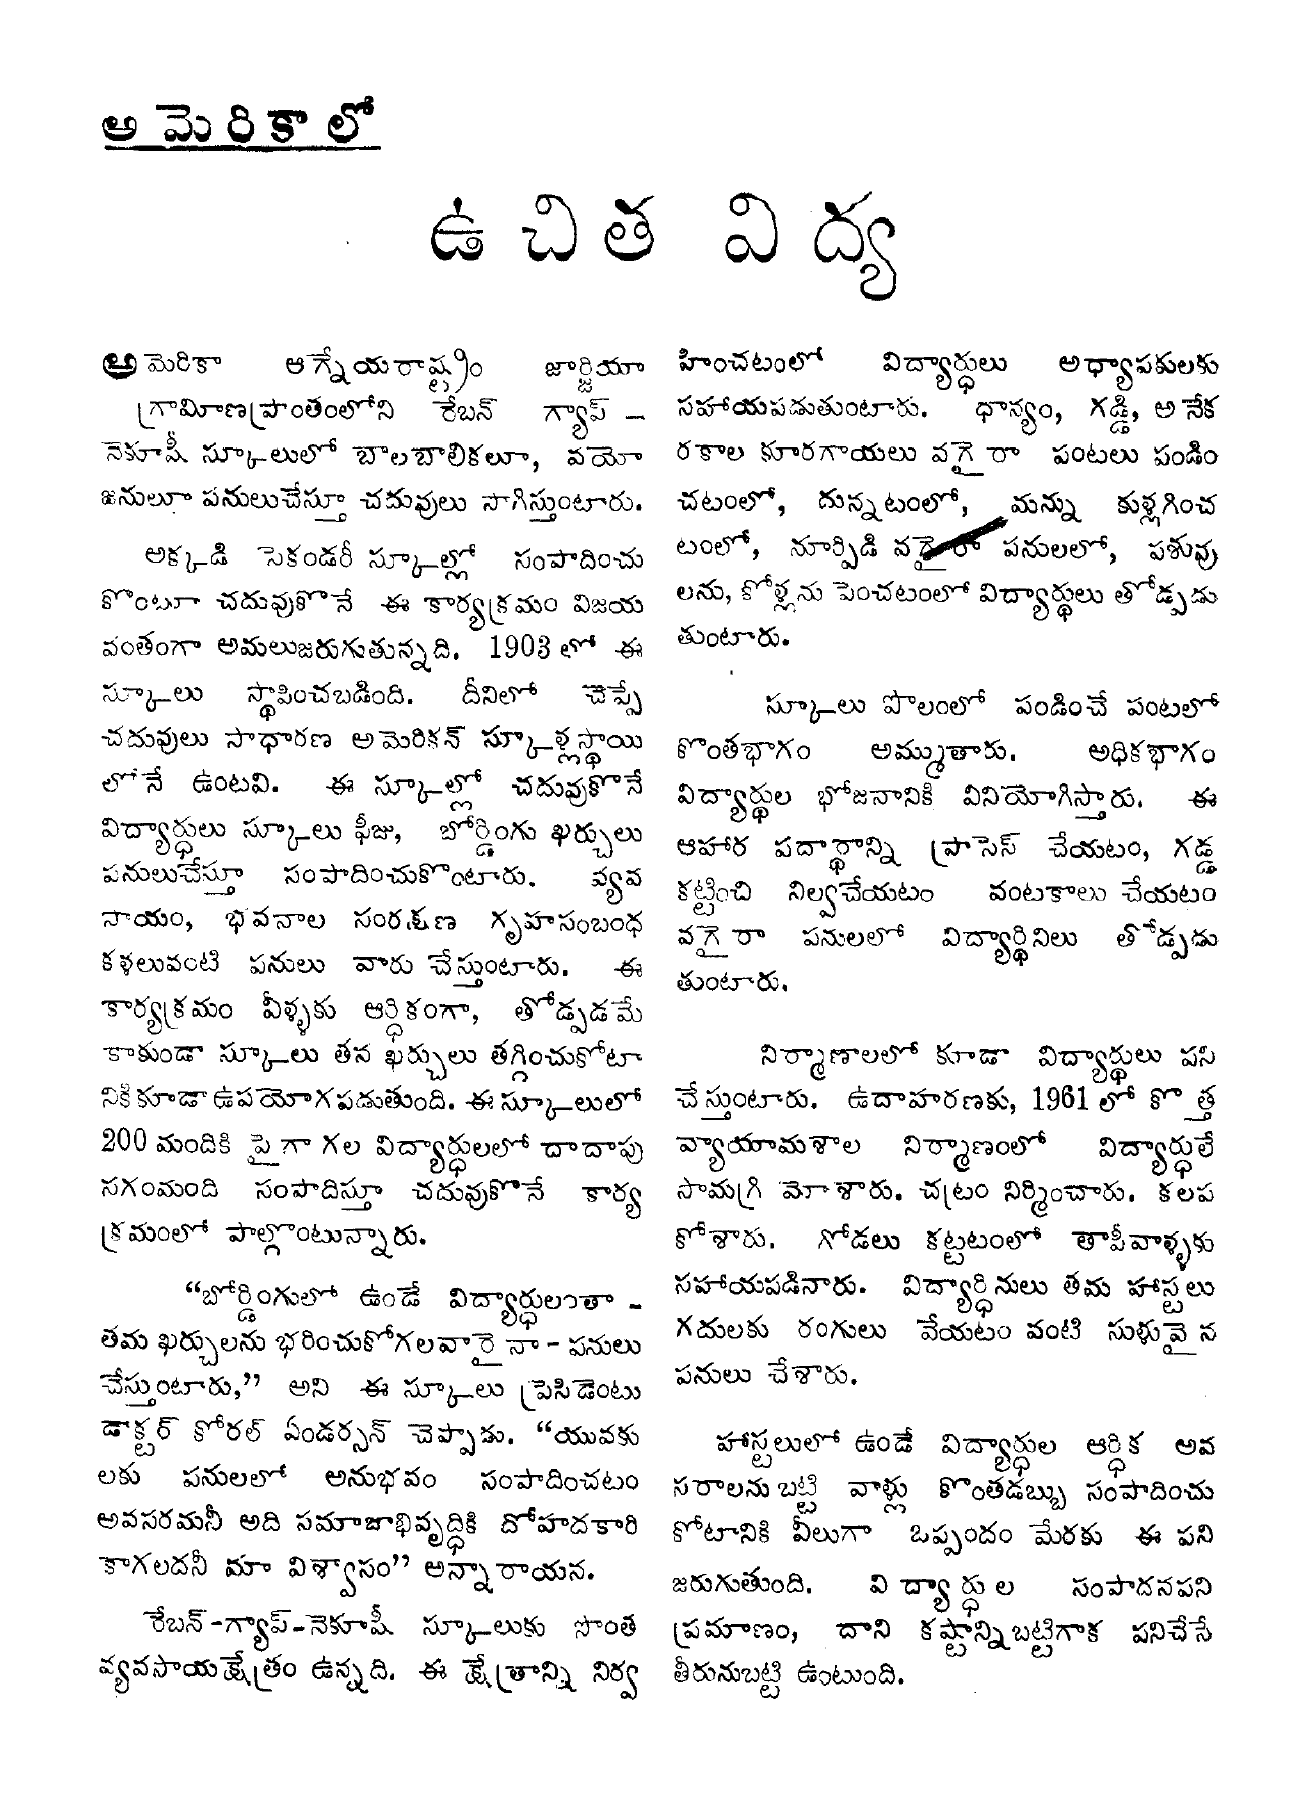 అమెరికాలో
ఉచిత విద్య
అమెరికా ఆగ్నేయరాష్ట్రం జార్జియా
గ్రామీణప్రాంతంలోని రేబన్ గ్యాప్ -
నెకూషీ స్కూలులో బాలబాలికలూ, వయో
జనులూ పనులుచేస్తూ చదువులు సాగిస్తుంటారు.
అక్కడి సెకండరీ స్కూల్లో సంపాదించు
కొంటూ చదువుకొనే ఈ కార్యక్రమం విజయ
వంతంగా అమలుజరుగుతున్నది. 1903 లో ఈ
స్కూలు స్థాపించబడింది. దీనిలో చెప్పే
చదువులు సాధారణ అమెరికన్ స్కూళ్లస్థాయి
లోనే ఉంటవి. ఈ స్కూల్లో చదువుకొనే
విద్యార్థులు స్కూలు ఫీజు, బోర్డింగు ఖర్చులు
పనులుచేస్తూ సంపాదించుకొంటారు. వ్యవ
సాయం, భవనాల సంరక్షణ గృహసంబంధ
కళలువంటి పనులు వారు చేస్తుంటారు. ఈ
కార్యక్రమం వీళ్ళకు ఆర్థికంగా, తోడ్పడమే
కాకుండా స్కూలు తన ఖర్చులు తగ్గించుకోటా
నికికూడా ఉపయోగపడుతుంది. ఈ స్కూలులో
200 మందికి పైగా గల విద్యార్థులలో దాదాపు
సగంమంది సంపాదిస్తూ చదువుకొనే కార్య
క్రమంలో పాల్గొంటున్నారు.
“బోర్డింగులో ఉండే విద్యార్థులంతా -
తమ ఖర్చులను భరించుకోగలవారైనా - పనులు
చేస్తుంటారు,” అని ఈ స్కూలు ప్రెసిడెంటు
డాక్టర్ కోరల్ ఏండర్సన్ చెప్పాడు. “యువకు
లకు పనులలో అనుభవం సంపాదించటం
అవసరమనీ అది సమాజాభివృద్ధికి దోహదకారి
కాగలదనీ మా విశ్వాసం” అన్నారాయన.
రేబన్-గ్యాప్-నెకూషీ స్కూలుకు సొంత
వ్యవసాయక్షేత్రం ఉన్నది. ఈ క్షేత్రాన్ని నిర్వ
హించటంలో విద్యార్థులు అధ్యాపకులకు
సహాయపడుతుంటారు. ధాన్యం, గడ్డి, అనేక
రకాల కూరగాయలు వగైరా పంటలు పండిం
చటంలో, దున్నటంలో, మన్ను కుళ్లగించ
టంలో, నూర్పిడి వగైరా పనులలో, పశువు
లను, కోళ్లను పెంచటంలో విద్యార్థులు తోడ్పడు
తుంటారు.
స్కూలు పొలంలో పండించే పంటలో
కొంతభాగం అమ్ముతారు. అధికభాగం
విద్యార్థుల భోజనానికి వినియోగిస్తారు. ఈ
ఆహార పదార్థాన్ని ప్రాసెస్ చేయటం, గడ్డ
కట్టించి నిల్వచేయటం వంటకాలు చేయటం
వగైరా పనులలో విద్యార్థినిలు తోడ్పడు
తుంటారు.
నిర్మాణాలలో కూడా విద్యార్థులు పని
చేస్తుంటారు. ఉదాహరణకు, 1961 లో కొత్త
వ్యాయామశాల నిర్మాణంలో విద్యార్థులే
సామగ్రి మోశారు. చట్రం నిర్మించారు. కలప
కోశారు. గోడలు కట్టటంలో తాపీవాళ్ళకు
సహాయపడినారు. విద్యార్థినులు తమ హాస్టలు
గదులకు రంగులు వేయటం వంటి సుళువైన
పనులు చేశారు.
హాస్టలులో ఉండే విద్యార్థుల ఆర్థిక అవ
సరాలనుబట్టి వాళ్లు కొంతడబ్బు సంపాదించు
కోటానికి వీలుగా ఒప్పందం మేరకు ఈ పని
జరుగుతుంది. విద్యార్థుల సంపాదనపని
ప్రమాణం, దాని కష్టాన్నిబట్టిగాక పనిచేసే
తీరునుబట్టి ఉంటుంది.